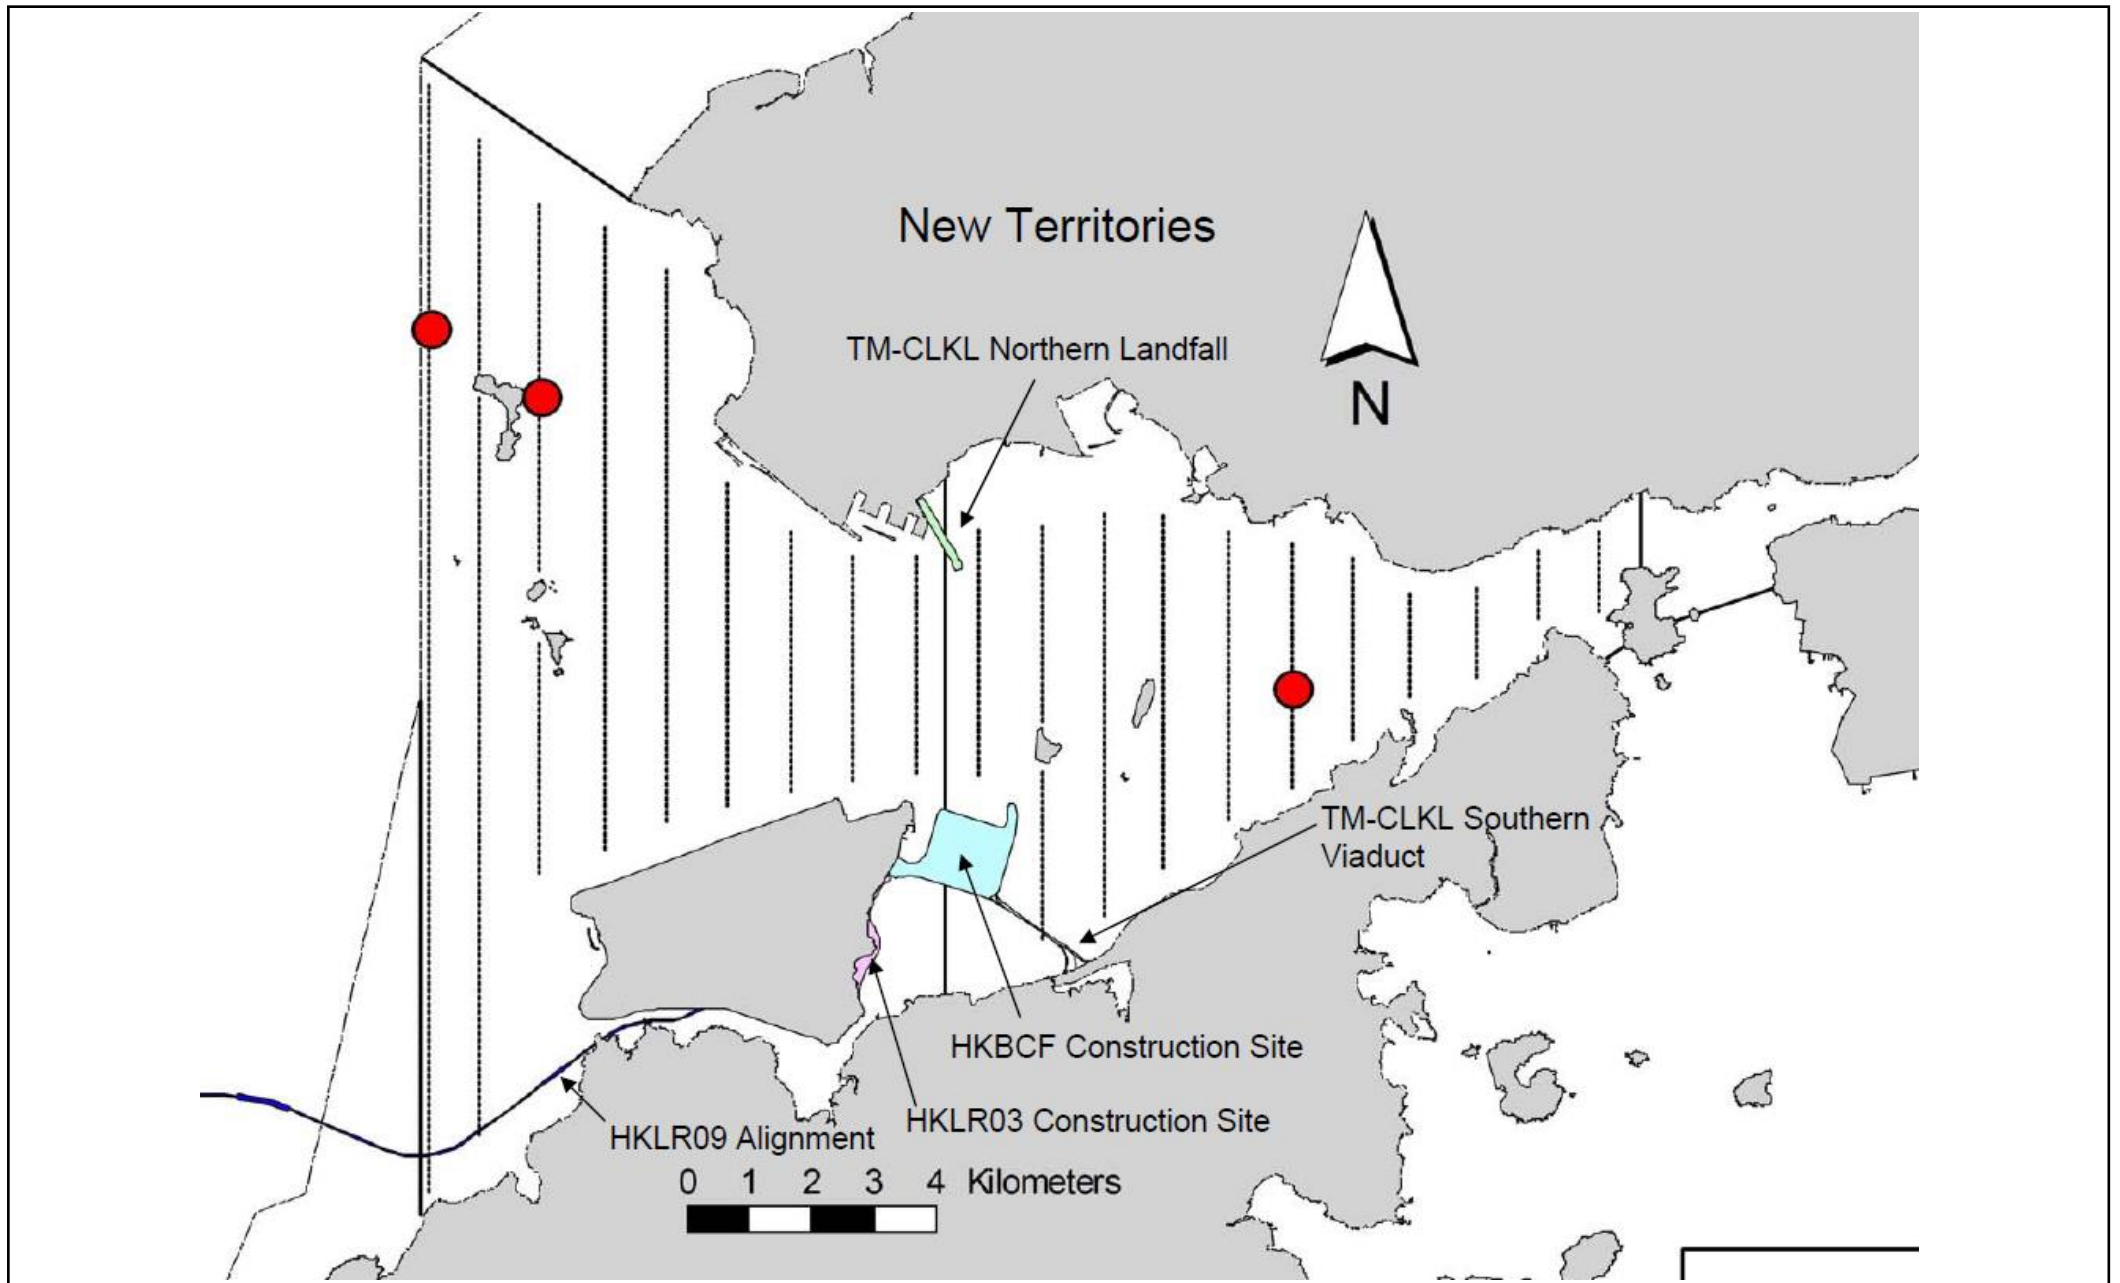 New Territories
TM-CLKL Northern Landfall
N
TM-CLKL Southern
Viaduct
HKBCF Construction Site
HKLR03 Construction Site
HKLR09 Alignment
0 1 2 3 4 Kilometers